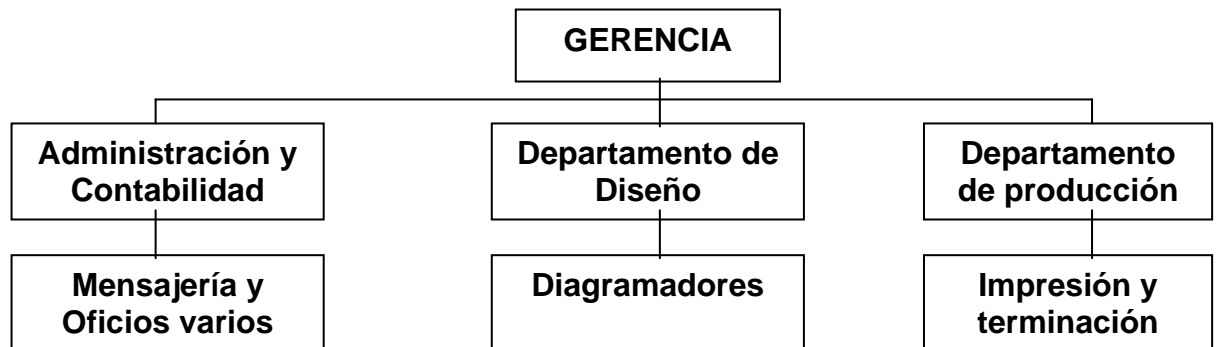 GERENCIA
Administración y
Contabilidad
Departamento de
Diseño
Departamento
de producción
Mensajería y
Oficios varios
Diagramadores
Impresión y
terminación